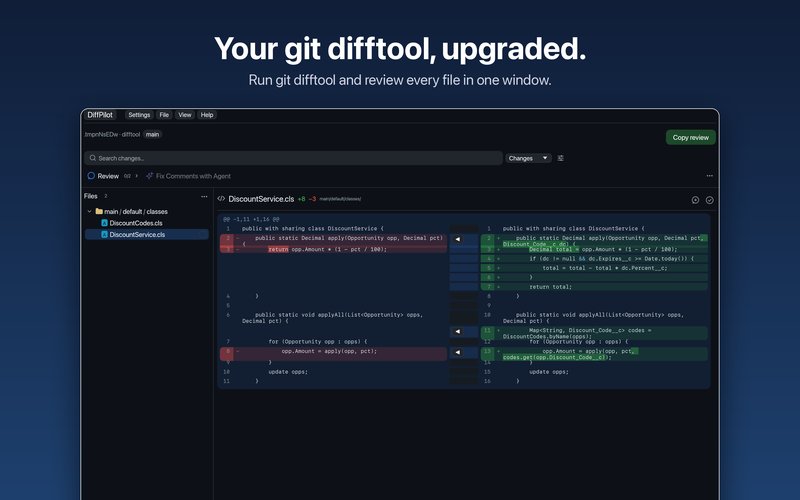 Your git difftool, upgraded.
Run git difftool and review every file in one window.
DiffPilot Settings File View Help
tmpnNsEDw · difftool main
Copy review
Search changes...
Changes
Review 0/2 Fix Comments with Agent
Files 2
main / default / classes
DiscountCodes.cls
DiscountService.cls
DiscountService.cls +8 −3 main/default/classes/
@@ -1,11 +1,16 @@
1 public with sharing class DiscountService {
2 - public static Decimal apply(Opportunity opp, Decimal pct)
{
3 - return opp.Amount * (1 - pct / 100);
4 }
5
6 public static void applyAll(List<Opportunity> opps,
Decimal pct) {
7 for (Opportunity opp : opps) {
8 - opp.Amount = apply(opp, pct);
9 }
10 update opps;
11 }
1 public with sharing class DiscountService {
2 + public static Decimal apply(Opportunity opp, Decimal pct,
Discount_Code__c dc) {
3 + Decimal total = opp.Amount * (1 - pct / 100);
4 + if (dc != null && dc.Expires__c >= Date.today()) {
5 + total = total - total * dc.Percent__c;
6 + }
7 + return total;
8 }
9
10 public static void applyAll(List<Opportunity> opps,
Decimal pct) {
11 + Map<String, Discount_Code__c> codes =
DiscountCodes.byName(opps);
12 for (Opportunity opp : opps) {
13 + opp.Amount = apply(opp, pct,
codes.get(opp.Discount_Code__c));
14 }
15 update opps;
16 }